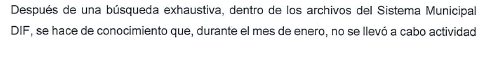 Después de una búsqueda exhaustiva, dentro de los archivos del Sistema Municipal
DIF, se hace de conocimiento que, durante el mes de enero, no se llevó a cabo actividad